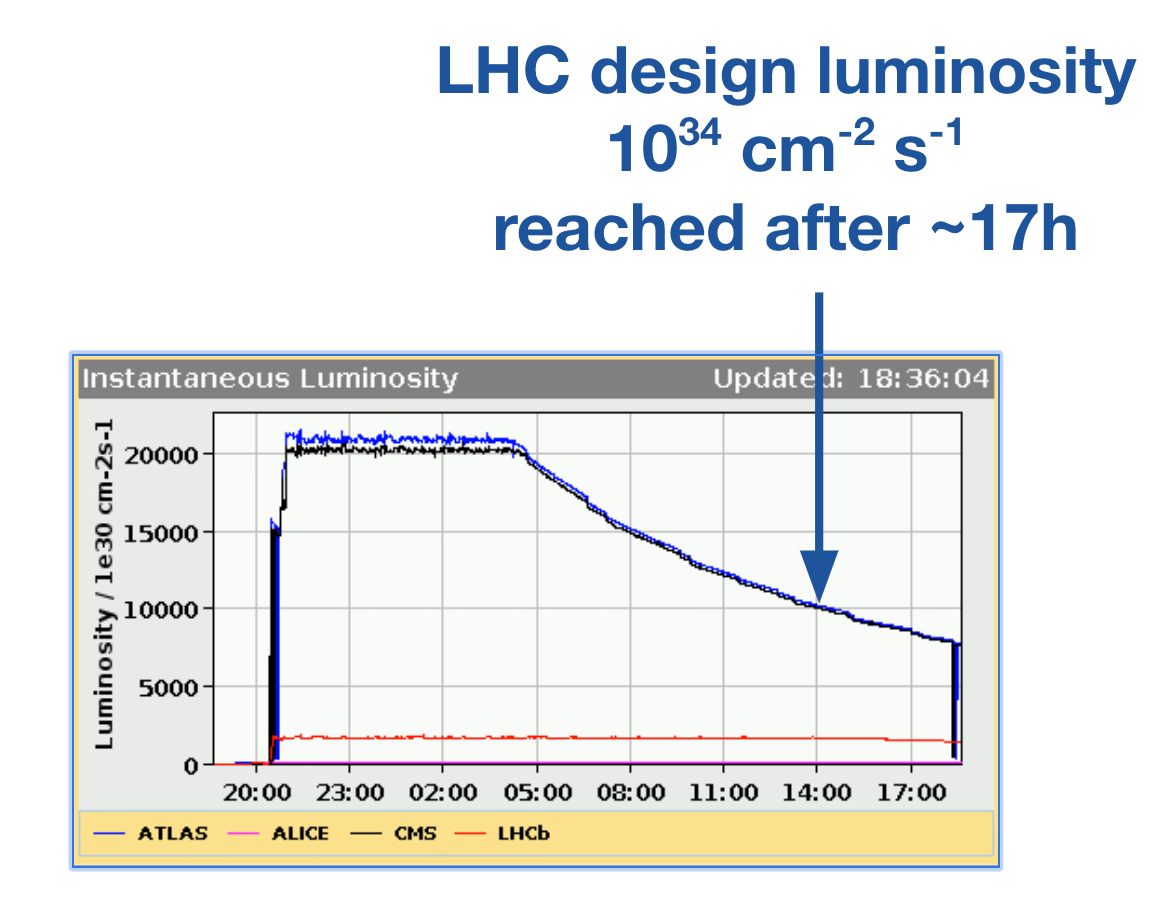 LHC design luminosity
10³⁴ cm⁻² s⁻¹
reached after ~17h
Instantaneous Luminosity Updated: 18:36:04
Luminosity / 1e30 cm-2s-1
20000
15000
10000
5000
0
20:00 23:00 02:00 05:00 08:00 11:00 14:00 17:00
ATLAS ALICE CMS LHCb